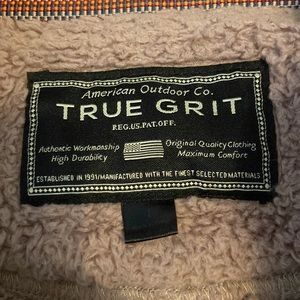 American Outdoor Co.
TRUE GRIT
REG.US.PAT.OFF.
Authentic Workmanship
High Durability
Original Quality Clothing
Maximum Comfort
ESTABLISHED IN 1991/MANUFACTURED WITH THE FINEST SELECTED MATERIALS